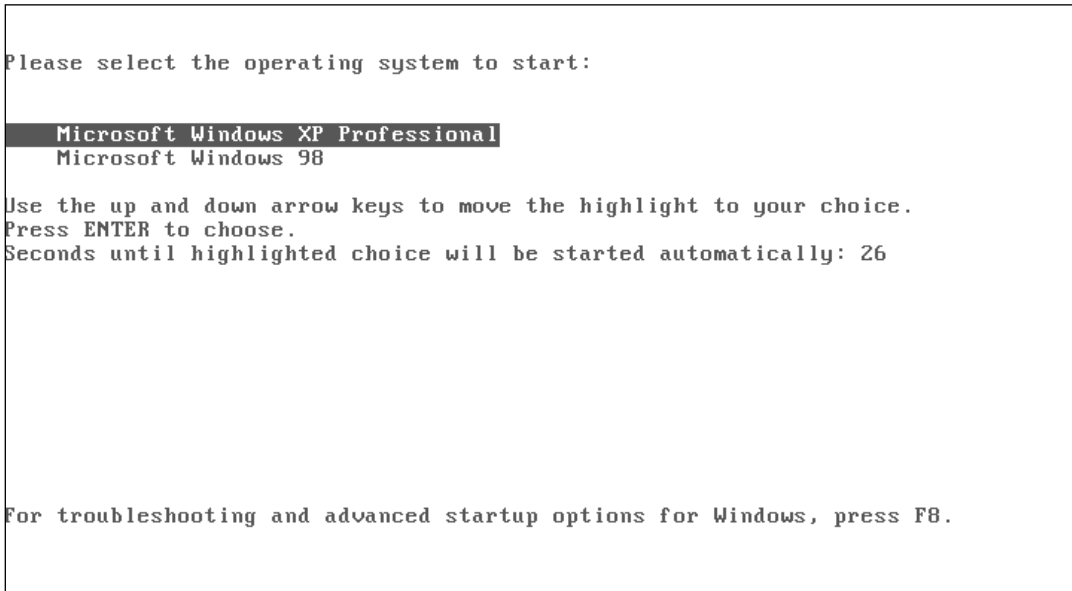 Please select the operating system to start:
Microsoft Windows XP Professional
Microsoft Windows 98
Use the up and down arrow keys to move the highlight to your choice.
Press ENTER to choose.
Seconds until highlighted choice will be started automatically: 26
For troubleshooting and advanced startup options for Windows, press F8.